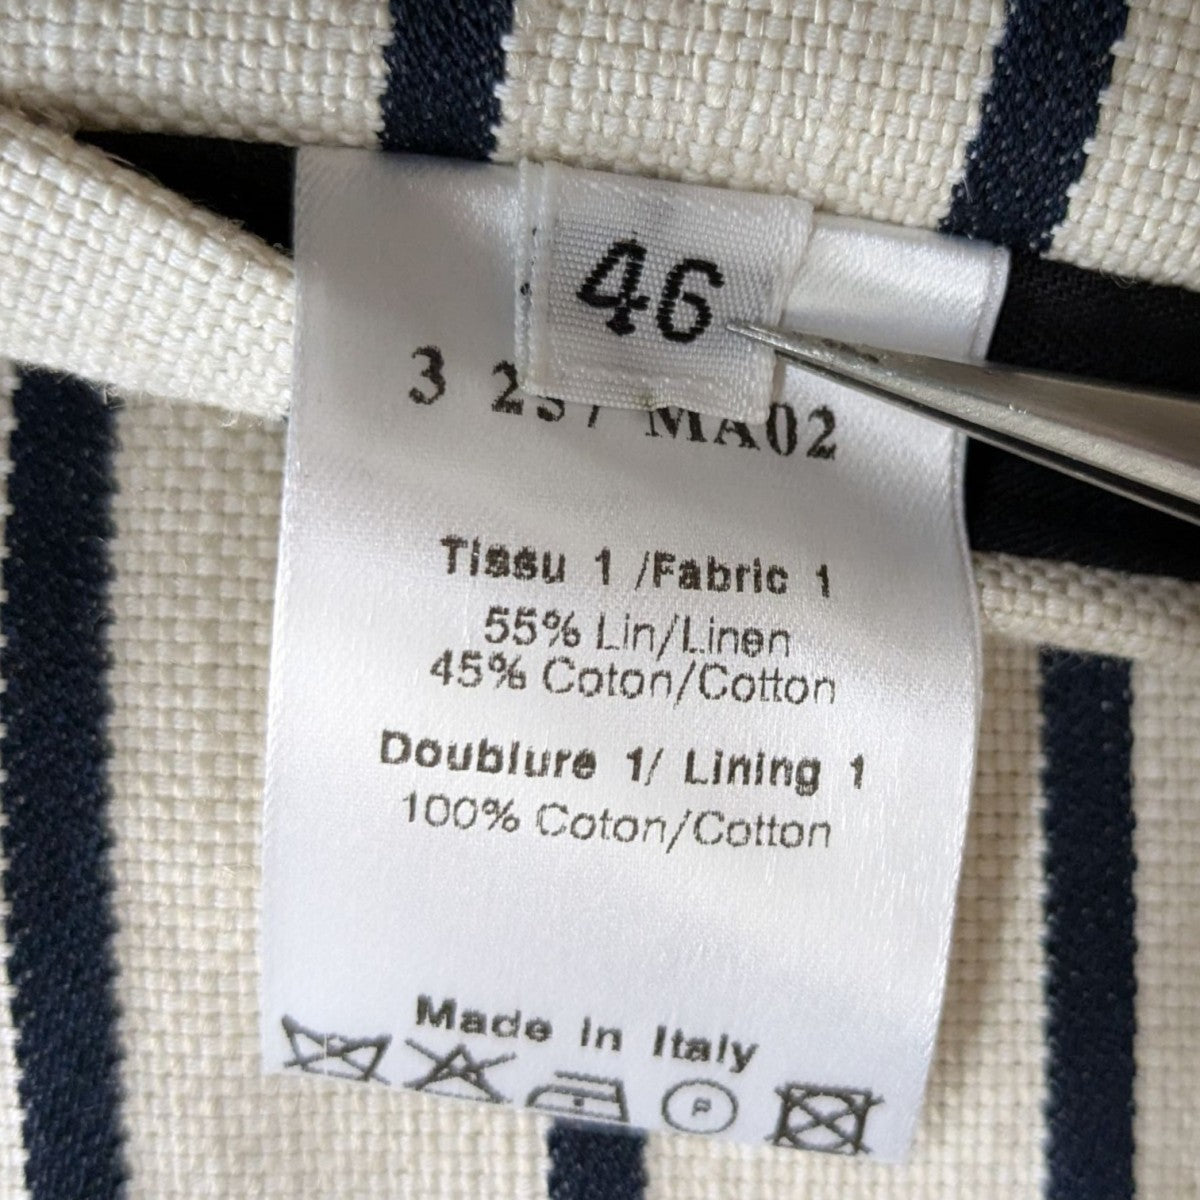 46
3 MA02
Tissu 1 /Fabric 1
55% Lin/Linen
45% Coton/Cotton
Doublure 1/ Lining 1
100% Coton/Cotton
Made in Italy
P